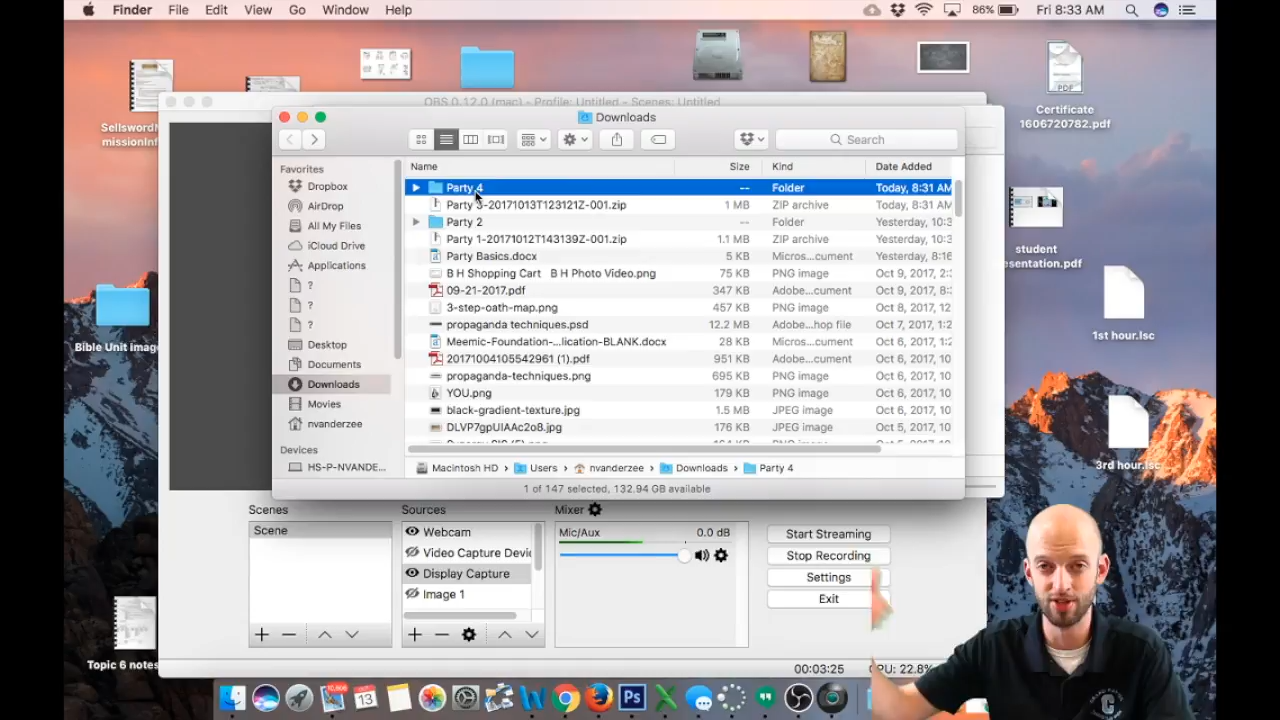 Finder File Edit View Go Window Help 86% Fri 8:33 AM
OBS 0.12.0 (mac) - Profile: Untitled - Scenes: Untitled
Downloads
Search
Favorites
Dropbox
AirDrop
All My Files
iCloud Drive
Applications
?
?
?
Desktop
Documents
Downloads
Movies
nvanderzee
Devices
HS-P-NVANDE...
Name Size Kind Date Added
Party 4 -- Folder Today, 8:31 AM
Party 3-20171013T123121Z-001.zip 1 MB ZIP archive Today, 8:31 AM
Party 2 -- Folder Yesterday, 10:3
Party 1-20171012T143139Z-001.zip 1.1 MB ZIP archive Yesterday, 10:3
Party Basics.docx 5 KB Micros...cument Yesterday, 8:16
B H Shopping Cart B H Photo Video.png 75 KB PNG image Oct 9, 2017, 2:
09-21-2017.pdf 347 KB Adobe...cument Oct 9, 2017, 8:
3-step-oath-map.png 457 KB PNG image Oct 8, 2017, 12
propaganda techniques.psd 12.2 MB Adobe...hop file Oct 7, 2017, 1:2
Meemic-Foundation-...lication-BLANK.docx 28 KB Micros...cument Oct 6, 2017, 1:2
20171004105542961 (1).pdf 951 KB Adobe...cument Oct 6, 2017, 10
propaganda-techniques.png 695 KB PNG image Oct 6, 2017, 10
YOU.png 179 KB PNG image Oct 6, 2017, 10
black-gradient-texture.jpg 1.5 MB JPEG image Oct 5, 2017, 10
DLVP7gpUIAAc2o8.jpg 176 KB JPEG image Oct 5, 2017, 10
Macintosh HD Users nvanderzee Downloads Party 4
1 of 147 selected, 132.94 GB available
Scenes
Scene
Sources
Webcam
Video Capture Devic
Display Capture
Image 1
Mixer
Mic/Aux 0.0 dB
Start Streaming
Stop Recording
Settings
Exit
00:03:25 CPU: 22.8%
Certificate
1606720782.pdf
student
esentation.pdf
1st hour.lsc
3rd hour.lsc
Bible Unit image
Topic 6 notes
13
PDF
G